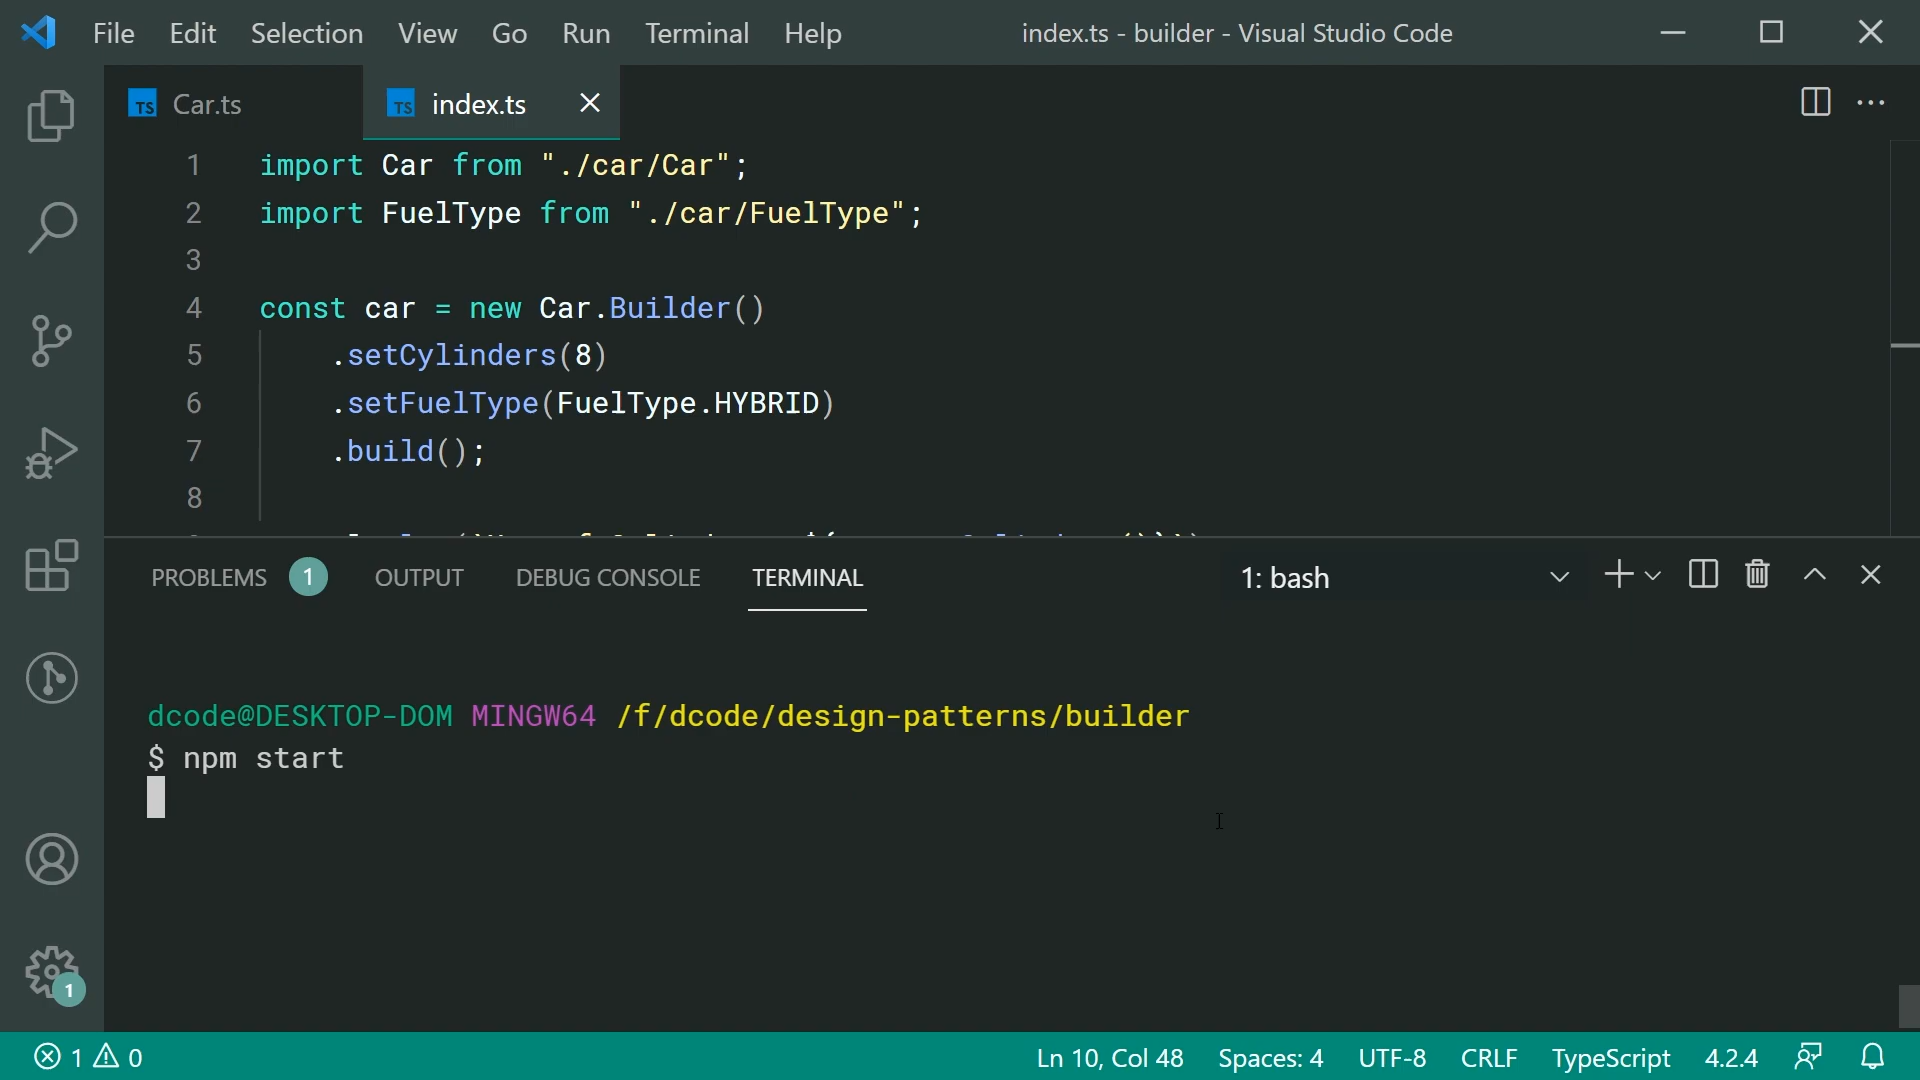 File Edit Selection View Go Run Terminal Help index.ts - builder - Visual Studio Code
TS Car.ts TS index.ts
1 import Car from "./car/Car";
2 import FuelType from "./car/FuelType";
3
4 const car = new Car.Builder()
5 .setCylinders(8)
6 .setFuelType(FuelType.HYBRID)
7 .build();
8
PROBLEMS 1 OUTPUT DEBUG CONSOLE TERMINAL 1: bash
dcode@DESKTOP-DOM MINGW64 /f/dcode/design-patterns/builder
$ npm start
1
1 0 Ln 10, Col 48 Spaces: 4 UTF-8 CRLF TypeScript 4.2.4